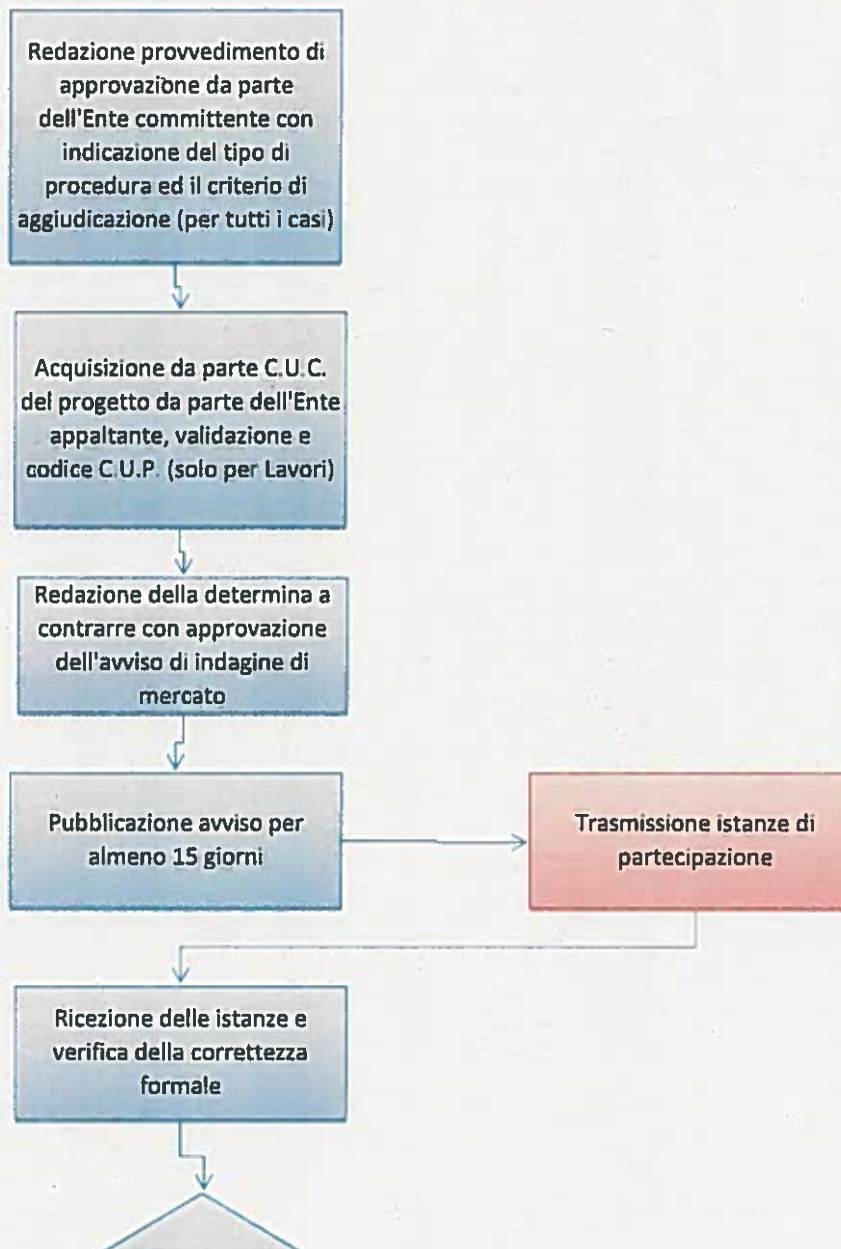 Redazione provvedimento di
approvazione da parte
dell'Ente committente con
indicazione del tipo di
procedura ed il criterio di
aggiudicazione (per tutti i casi)
Acquisizione da parte C.U.C.
del progetto da parte dell'Ente
appaltante, validazione e
codice C.U.P. (solo per Lavori)
Redazione della determina a
contrarre con approvazione
dell'avviso di indagine di
mercato
Pubblicazione avviso per
almeno 15 giorni
Trasmissione istanze di
partecipazione
Ricezione delle istanze e
verifica della correttezza
formale